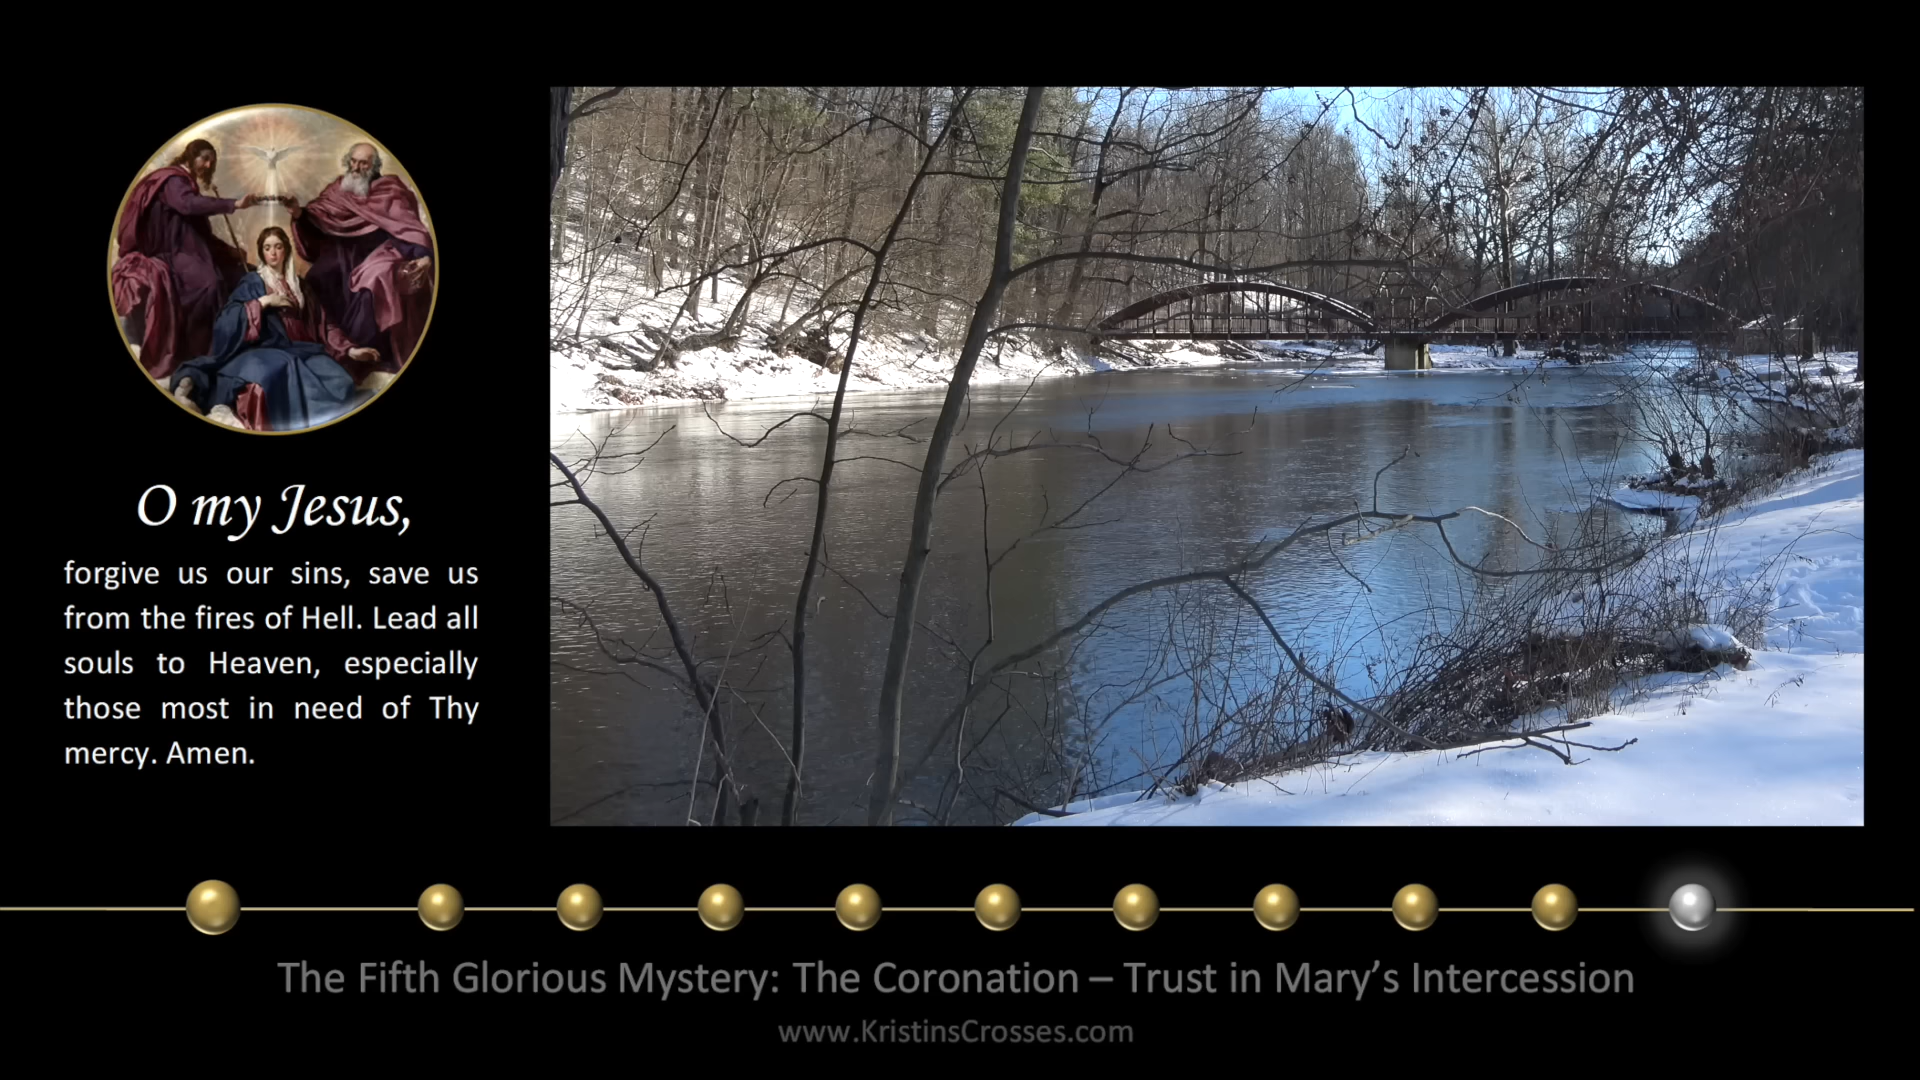 O my Jesus,
forgive us our sins, save us
from the fires of Hell. Lead all
souls to Heaven, especially
those most in need of Thy
mercy. Amen.
The Fifth Glorious Mystery: The Coronation – Trust in Mary’s Intercession
www.KristinsCrosses.com